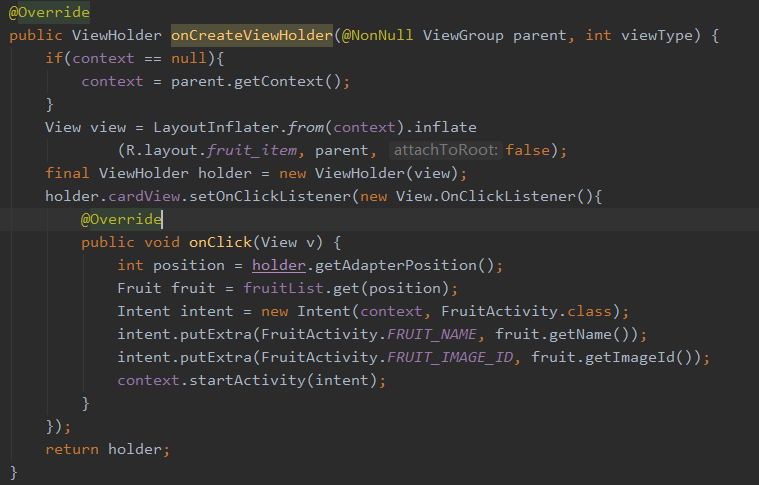 @Override
public ViewHolder onCreateViewHolder(@NonNull ViewGroup parent, int viewType) {
    if(context == null){
        context = parent.getContext();
    }
    View view = LayoutInflater.from(context).inflate
            (R.layout.fruit_item, parent, attachToRoot: false);
    final ViewHolder holder = new ViewHolder(view);
    holder.cardView.setOnClickListener(new View.OnClickListener(){
        @Override
        public void onClick(View v) {
            int position = holder.getAdapterPosition();
            Fruit fruit = fruitList.get(position);
            Intent intent = new Intent(context, FruitActivity.class);
            intent.putExtra(FruitActivity.FRUIT_NAME, fruit.getName());
            intent.putExtra(FruitActivity.FRUIT_IMAGE_ID, fruit.getImageId());
            context.startActivity(intent);
        }
    });
    return holder;
}